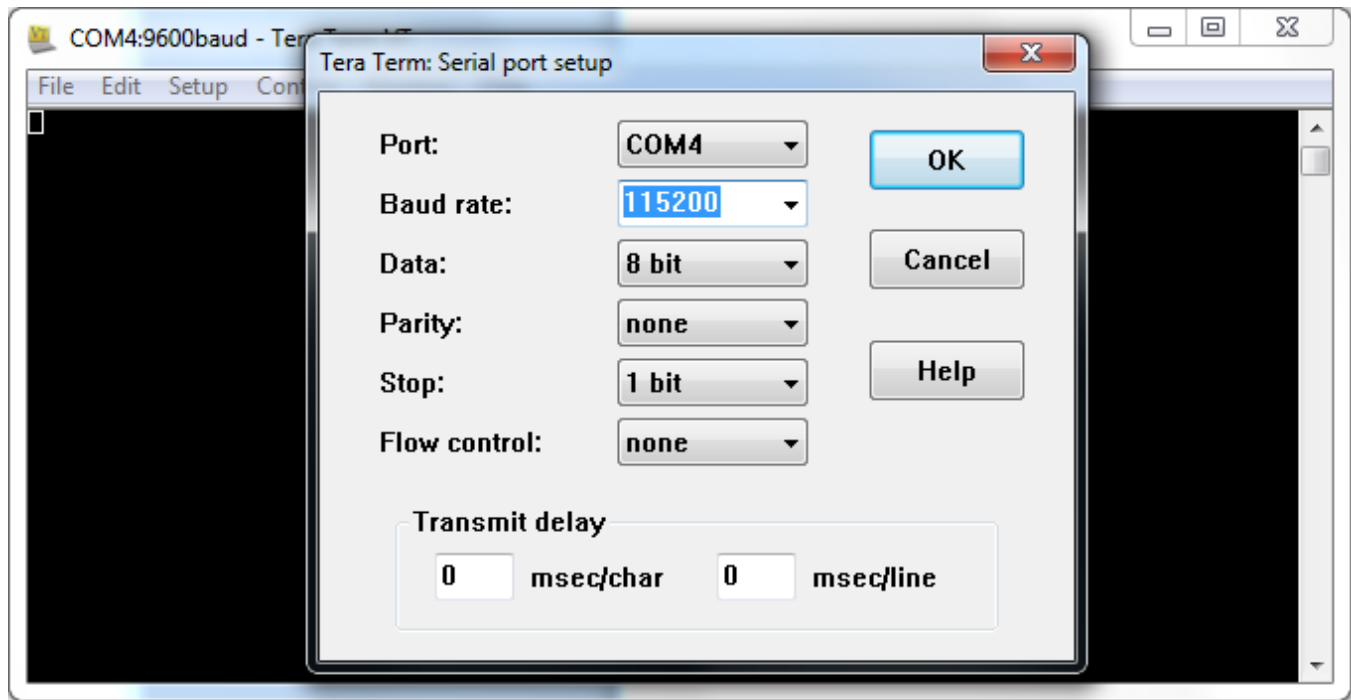 COM4:9600baud - Ter
Tera Term: Serial port setup
File Edit Setup
Port: COM4 OK
Baud rate: 115200
Data: 8 bit Cancel
Parity: none
Stop: 1 bit Help
Flow control: none
Transmit delay
0 msec/char 0 msec/line